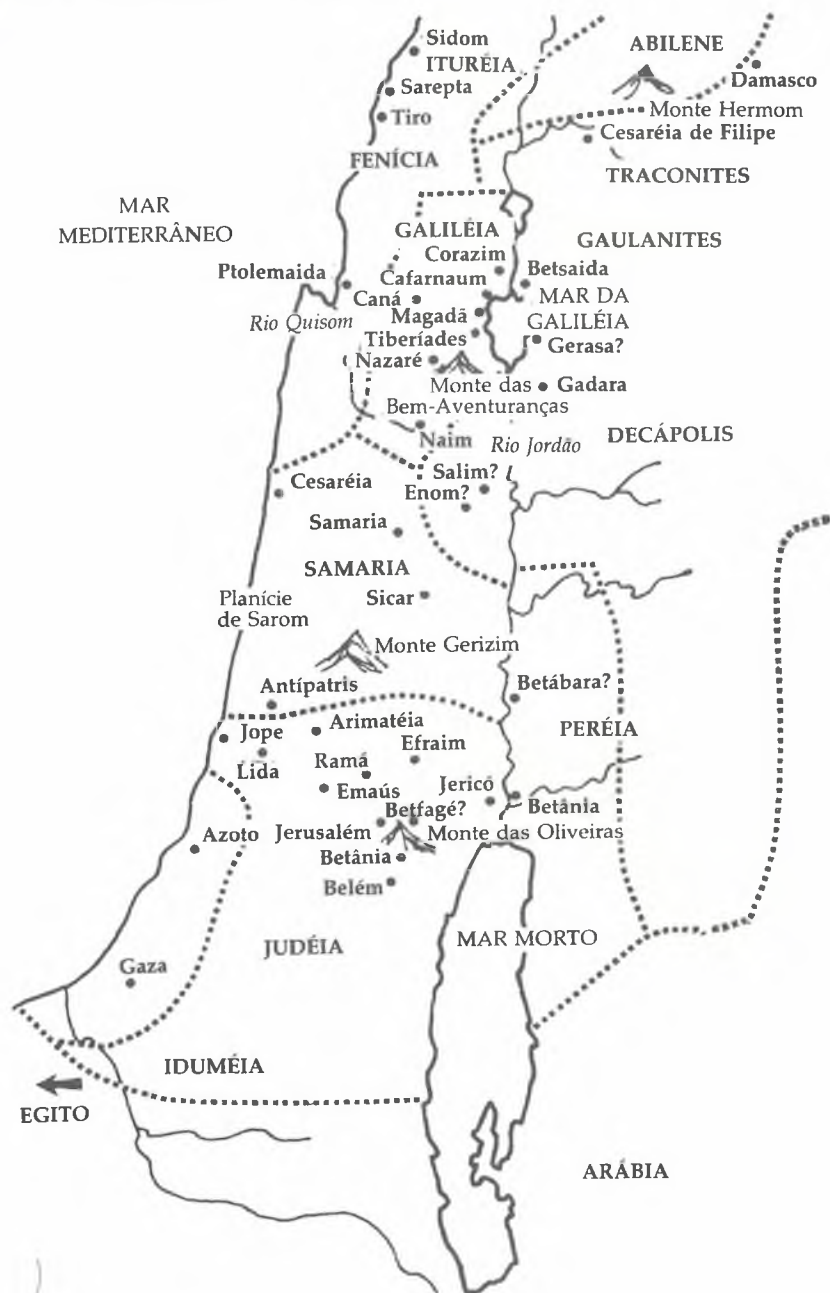 Sidom
ITURÉIA
ABILENE
Damasco
Sarepta
Monte Hermom
Tiro
Cesaréia de Filipe
FENÍCIA
TRACONITES
MAR
MEDITERRÂNEO
GALILÉIA
GAULANITES
Corazim
Ptolemaida
Cafarnaum
Betsaida
Caná
MAR DA
GALILÉIA
Magadã
Rio Quisom
Tiberíades
Gerasa?
Nazaré
Monte das
Bem-Aventuranças
Gadara
Naim
Rio Jordão
DECÁPOLIS
Cesaréia
Salim?
Enom?
Samaria
SAMARIA
Planície
de Sarom
Sicar
Monte Gerizim
Antípatris
Betábara?
Jope
Arimatéia
PERÉIA
Lida
Ramá
Efraim
Emaús
Jericó
Betânia
Betfagé?
Azoto
Jerusalém
Monte das Oliveiras
Betânia
Belém
JUDÉIA
MAR MORTO
Gaza
IDUMÉIA
EGITO
ARÁBIA